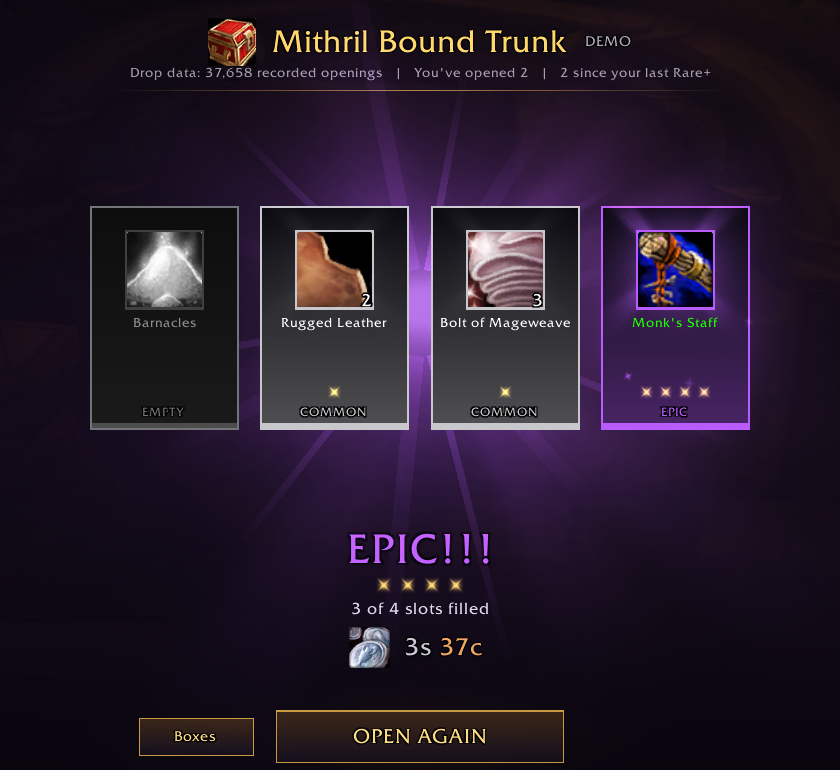 Mithril Bound Trunk DEMO
Drop data: 37,658 recorded openings | You've opened 2 | 2 since your last Rare+
Barnacles
EMPTY
2
Rugged Leather
COMMON
3
Bolt of Mageweave
COMMON
Monk's Staff
EPIC
EPIC!!!
3 of 4 slots filled
3s 37c
Boxes
OPEN AGAIN